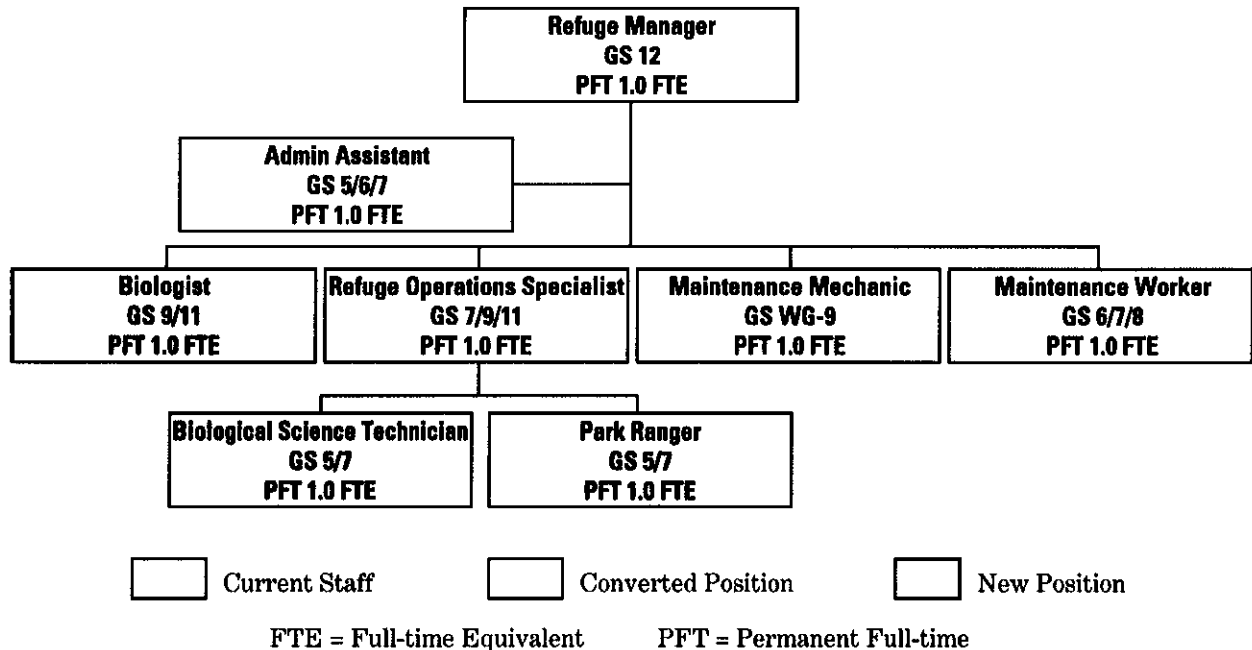 Refuge Manager
GS 12
PFT 1.0 FTE
Admin Assistant
GS 5/6/7
PFT 1.0 FTE
Biologist
GS 9/11
PFT 1.0 FTE
Refuge Operations Specialist
GS 7/9/11
PFT 1.0 FTE
Maintenance Mechanic
GS WG-9
PFT 1.0 FTE
Maintenance Worker
GS 6/7/8
PFT 1.0 FTE
Biological Science Technician
GS 5/7
PFT 1.0 FTE
Park Ranger
GS 5/7
PFT 1.0 FTE
Current Staff
Converted Position
New Position
FTE = Full-time Equivalent
PFT = Permanent Full-time